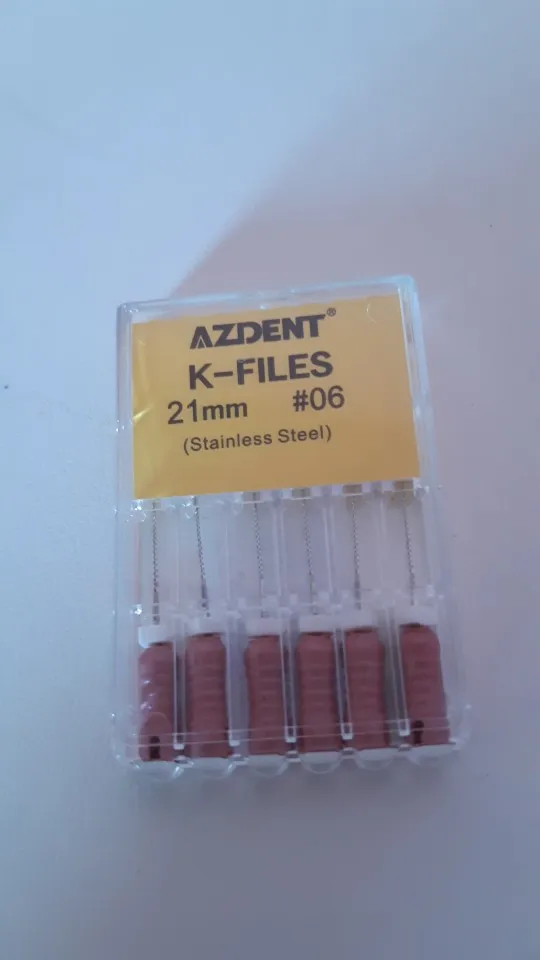 AZDENT®
K-FILES
21mm #06
(Stainless Steel)